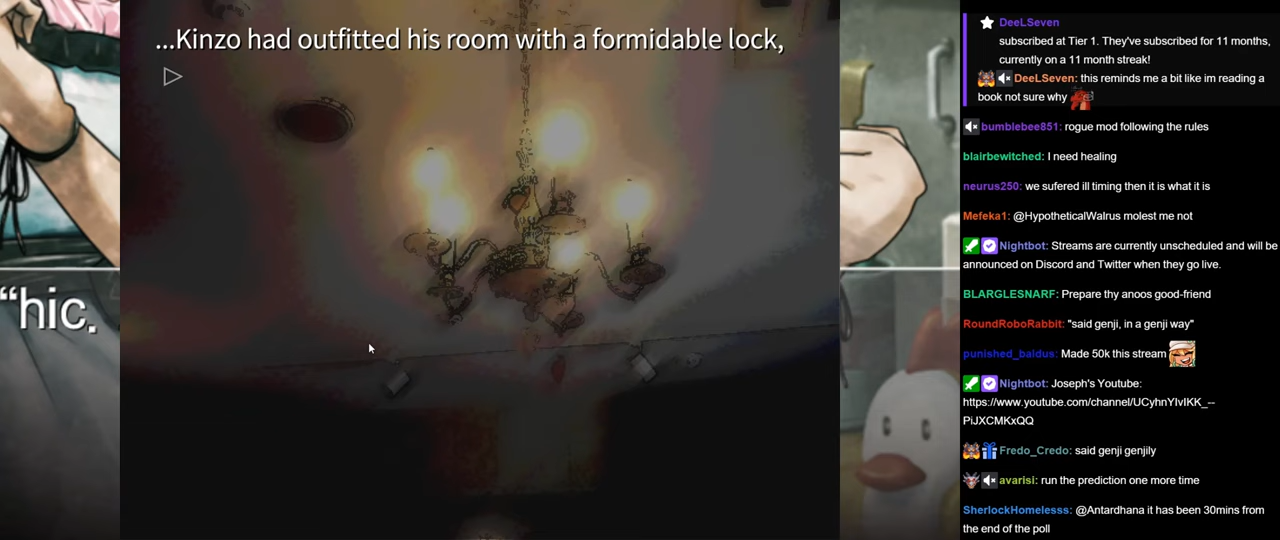 ...Kinzo had outfitted his room with a formidable lock,
“hic.
DeeLSeven
subscribed at Tier 1. They've subscribed for 11 months,
currently on a 11 month streak!
DeeLSeven: this reminds me a bit like im reading a
book not sure why
bumblebee851: rogue mod following the rules
blairbewitched: I need healing
neurus250: we sufered ill timing then it is what it is
Mefeka1: @HypotheticalWalrus molest me not
Nightbot: Streams are currently unscheduled and will be
announced on Discord and Twitter when they go live.
BLARGLESNARF: Prepare thy anoos good-friend
RoundRoboRabbit: "said genji, in a genji way"
punished_baldus: Made 50k this stream
Nightbot: Joseph's Youtube:
https://www.youtube.com/channel/UCyhnYIvIKK_--
PiJXCMKxQQ
Fredo_Credo: said genji genjily
avarisi: run the prediction one more time
SherlockHomelesss: @Antardhana it has been 30mins from
the end of the poll